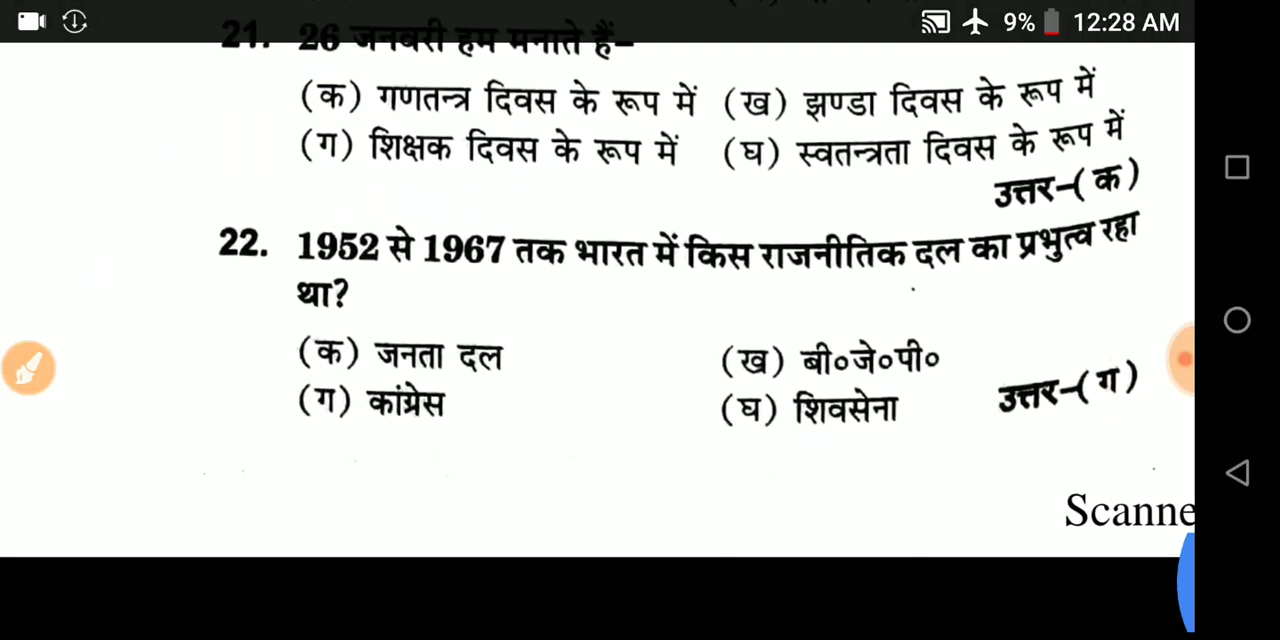 9% 12:28 AM
21. 26 जनवरी हम मनाते हैं–
(क) गणतन्त्र दिवस के रूप में (ख) झण्डा दिवस के रूप में
(ग) शिक्षक दिवस के रूप में (घ) स्वतन्त्रता दिवस के रूप में
उत्तर–(क)
22. 1952 से 1967 तक भारत में किस राजनीतिक दल का प्रभुत्व रहा
था?
(क) जनता दल (ख) बी०जे०पी०
(ग) कांग्रेस (घ) शिवसेना उत्तर–(ग)
Scanne